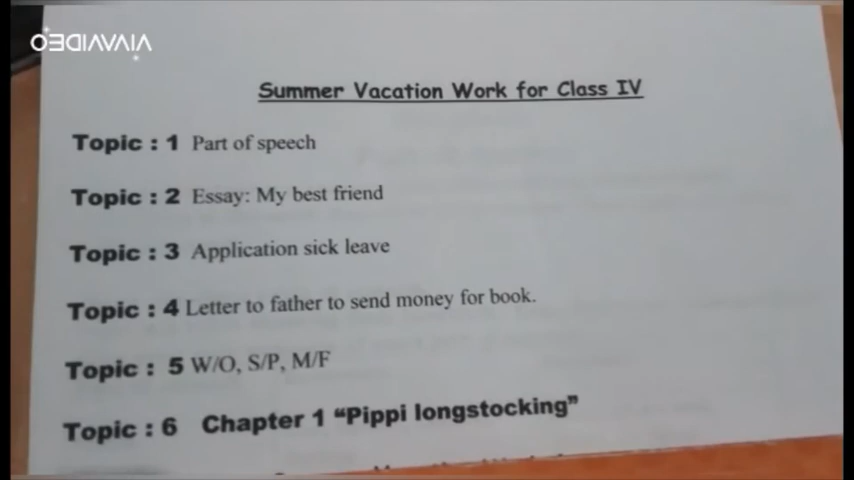 VIAVAIDEO
Summer Vacation Work for Class IV
Topic : 1 Part of speech
Topic : 2 Essay: My best friend
Topic : 3 Application sick leave
Topic : 4 Letter to father to send money for book.
Topic : 5 W/O, S/P, M/F
Topic : 6 Chapter 1 “Pippi longstocking”